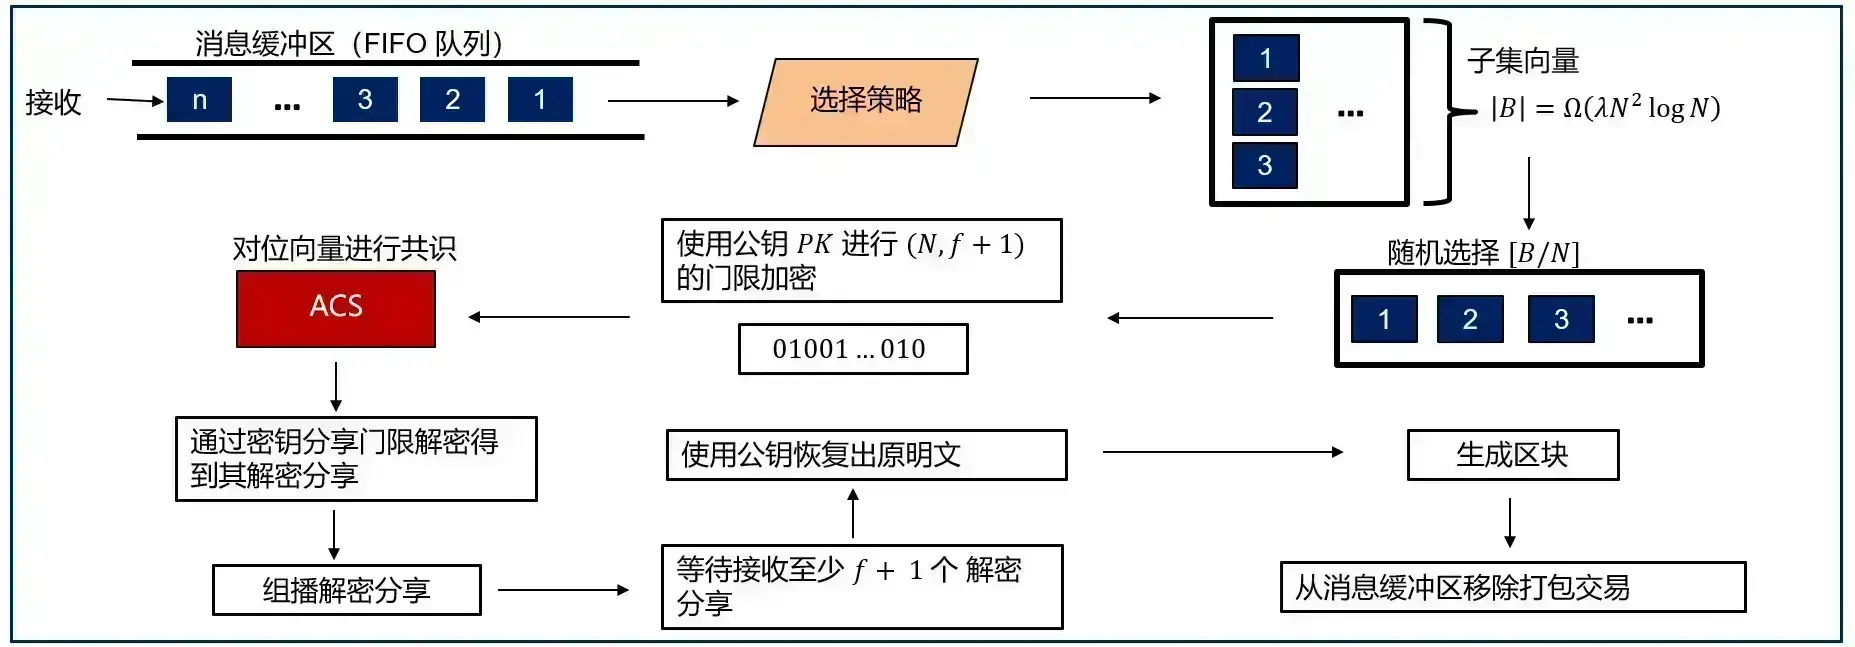 消息缓冲区（FIFO 队列）
接收
n ... 3 2 1
选择策略
1
2 ...
3
子集向量
|B| = Ω(λN² log N)
随机选择 [B/N]
1 2 3 ...
使用公钥 PK 进行 (N, f + 1)
的门限加密
01001 ... 010
对位向量进行共识
ACS
通过密钥分享门限解密得
到其解密分享
组播解密分享
等待接收至少 f + 1 个 解密
分享
使用公钥恢复出原明文
生成区块
从消息缓冲区移除打包交易